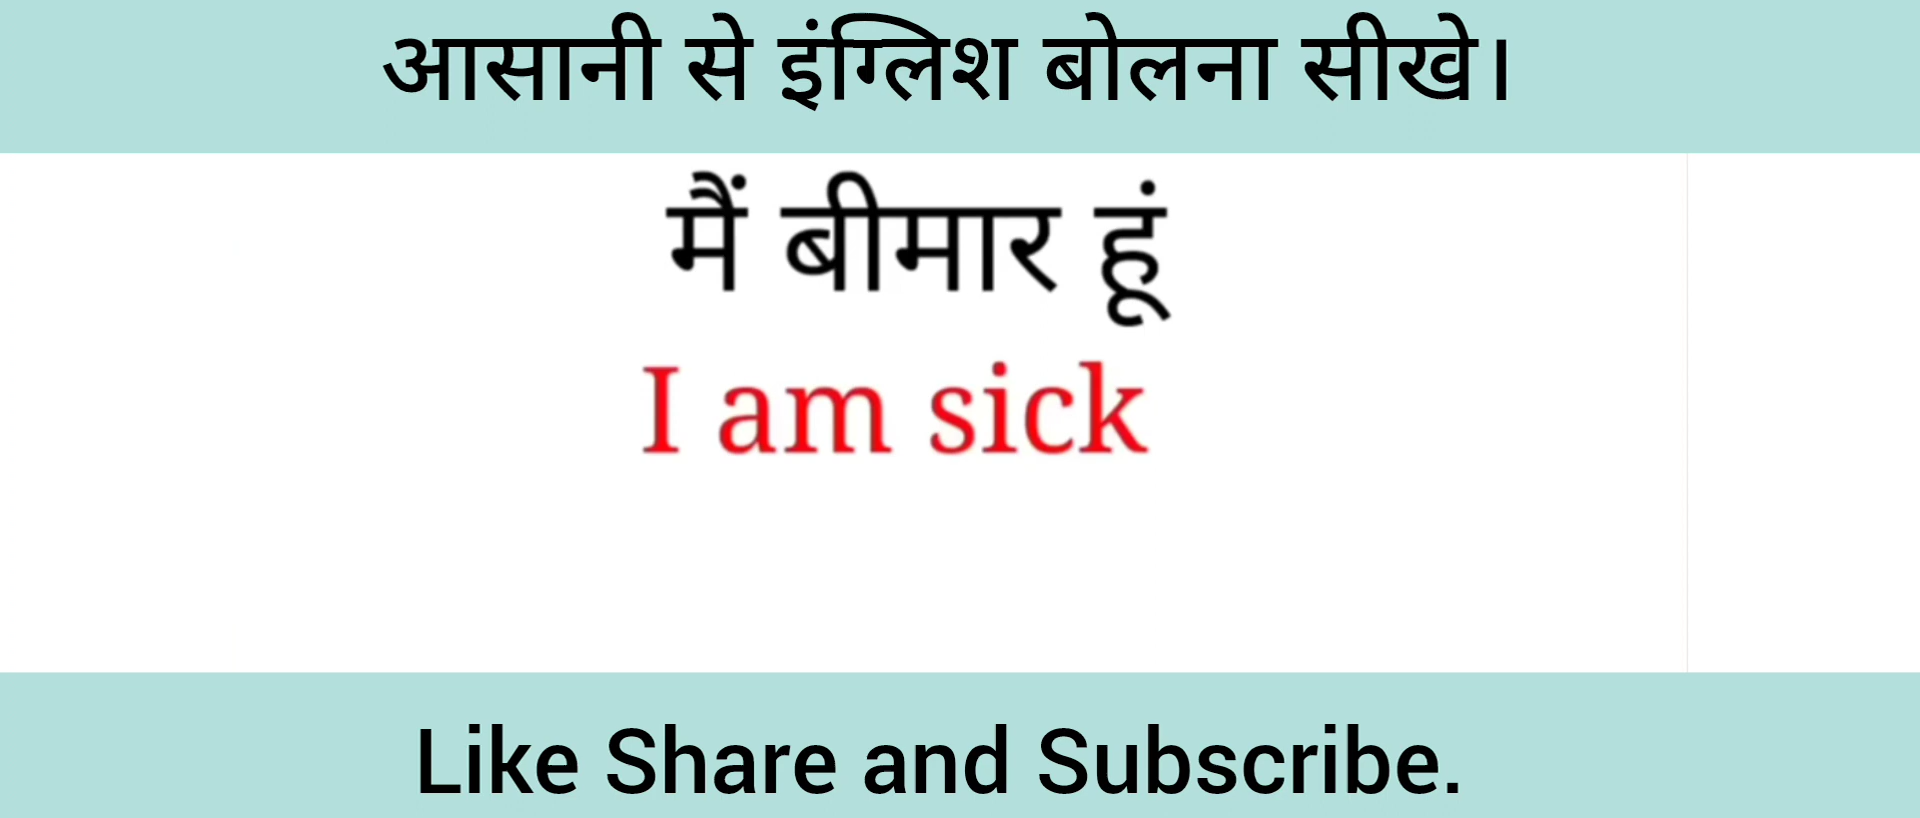 आसानी से इंग्लिश बोलना सीखे।
मैं बीमार हूं
I am sick
Like Share and Subscribe.